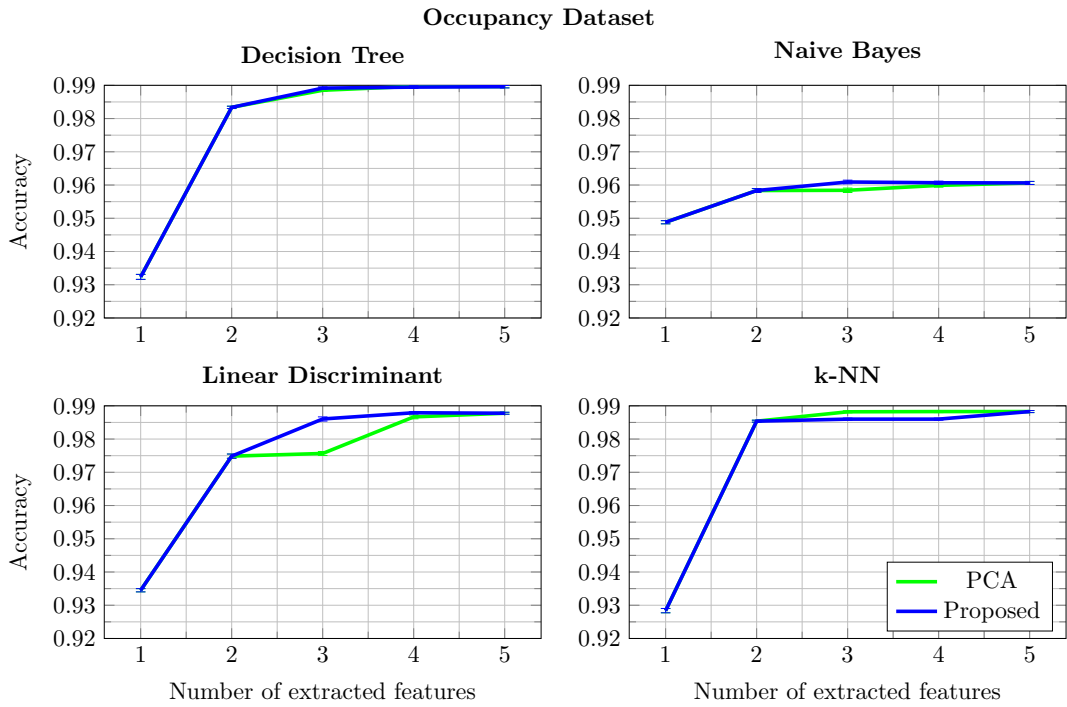 Occupancy Dataset
Decision Tree
Naive Bayes
0.99
0.98
0.97
0.96
0.95
0.94
0.93
0.92
Accuracy
1 2 3 4 5
0.99
0.98
0.97
0.96
0.95
0.94
0.93
0.92
1 2 3 4 5
Linear Discriminant
k-NN
0.99
0.98
0.97
0.96
0.95
0.94
0.93
0.92
Accuracy
1 2 3 4 5
Number of extracted features
0.99
0.98
0.97
0.96
0.95
0.94
0.93
0.92
PCA
Proposed
1 2 3 4 5
Number of extracted features